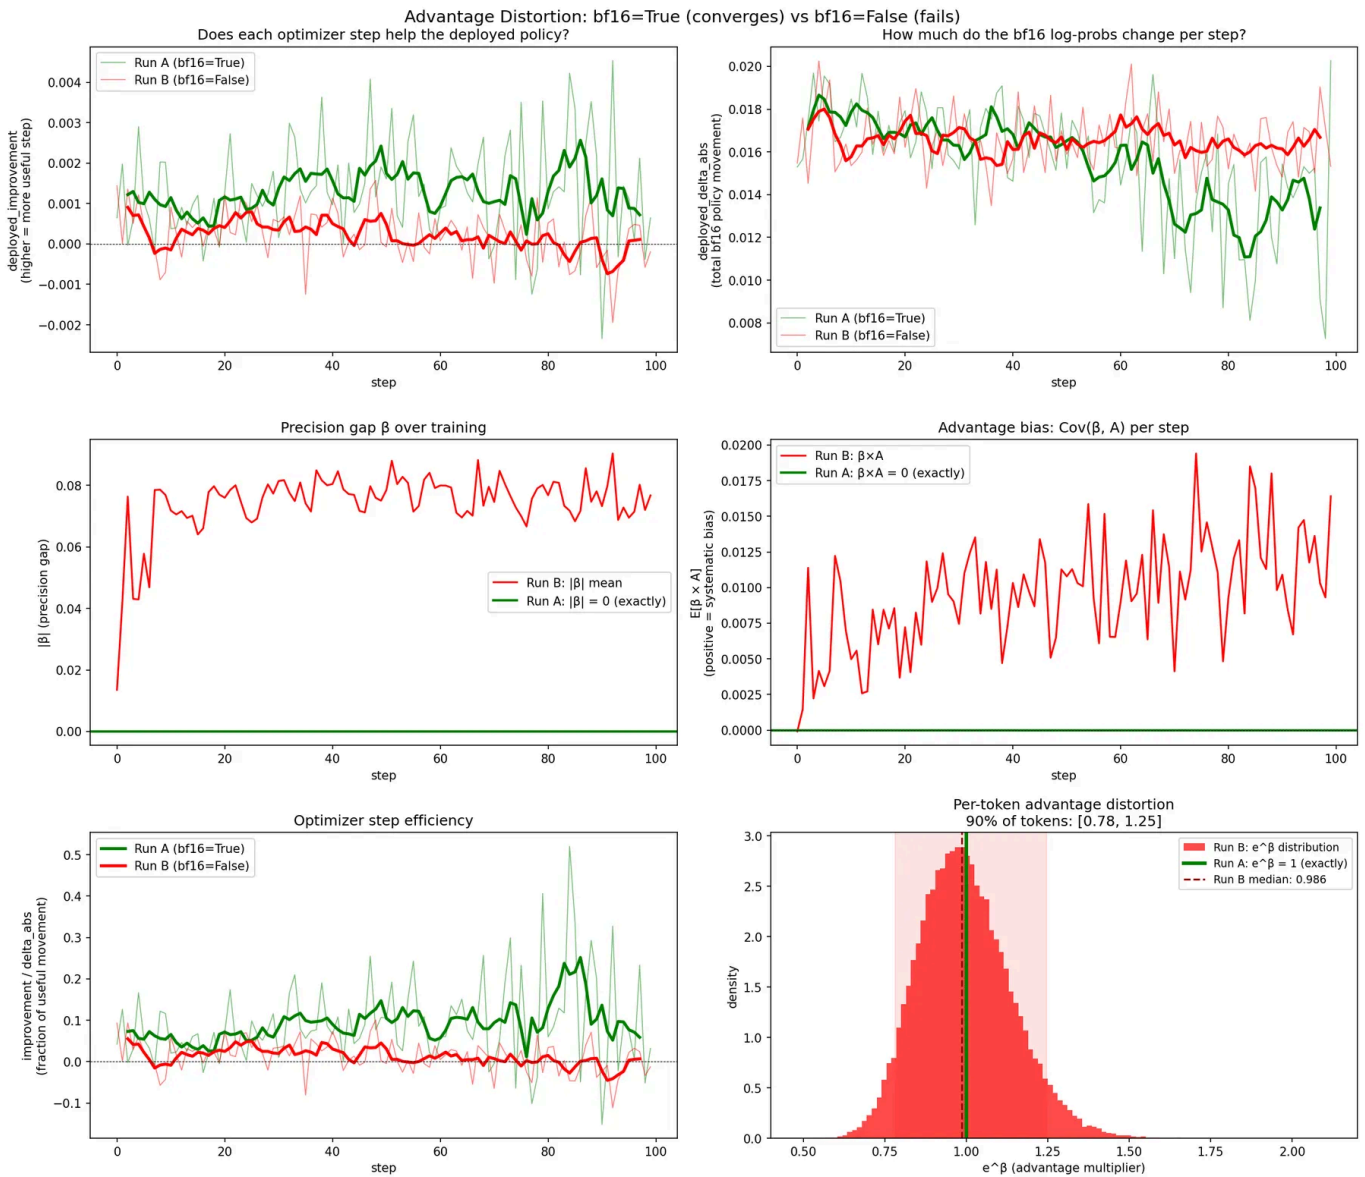 Advantage Distortion: bf16=True (converges) vs bf16=False (fails)
Does each optimizer step help the deployed policy?
Run A (bf16=True)
Run B (bf16=False)
deployed_improvement
(higher = more useful step)
0.004
0.003
0.002
0.001
0.000
−0.001
−0.002
0
20
40
60
80
100
step
How much do the bf16 log-probs change per step?
deployed_delta_abs
(total bf16 policy movement)
0.020
0.018
0.016
0.014
0.012
0.010
0.008
Run A (bf16=True)
Run B (bf16=False)
0
20
40
60
80
100
step
Precision gap β over training
|β| (precision gap)
0.08
0.06
0.04
0.02
0.00
Run B: |β| mean
Run A: |β| = 0 (exactly)
0
20
40
60
80
100
step
Advantage bias: Cov(β, A) per step
E[β × A]
(positive = systematic bias)
0.0200
0.0175
0.0150
0.0125
0.0100
0.0075
0.0050
0.0025
0.0000
Run B: β×A
Run A: β×A = 0 (exactly)
0
20
40
60
80
100
step
Optimizer step efficiency
improvement / delta_abs
(fraction of useful movement)
0.5
0.4
0.3
0.2
0.1
0.0
−0.1
Run A (bf16=True)
Run B (bf16=False)
0
20
40
60
80
100
step
Per-token advantage distortion
90% of tokens: [0.78, 1.25]
density
3.0
2.5
2.0
1.5
1.0
0.5
0.0
Run B: e^β distribution
Run A: e^β = 1 (exactly)
Run B median: 0.986
0.50
0.75
1.00
1.25
1.50
1.75
2.00
e^β (advantage multiplier)